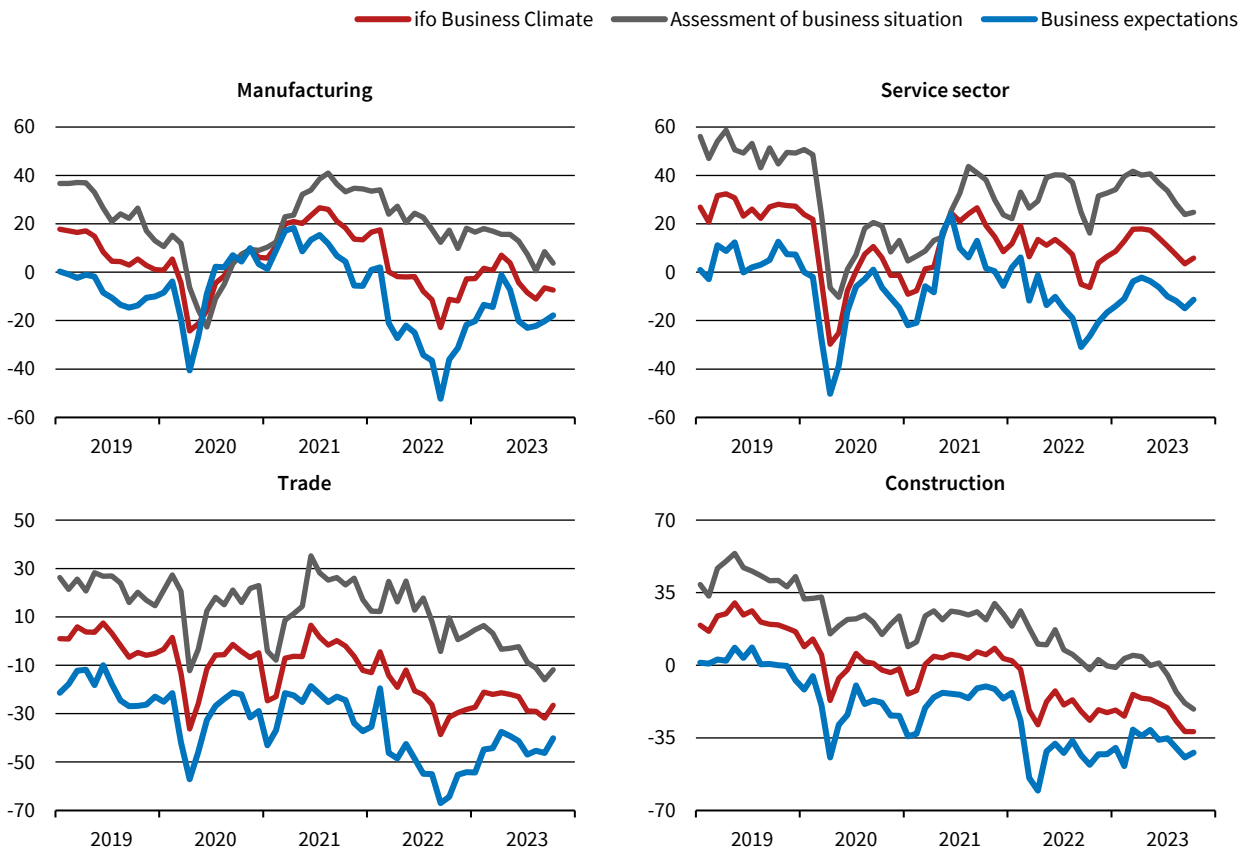 ifo Business Climate Assessment of business situation Business expectations
Manufacturing
60
40
20
0
-20
-40
-60
2019 2020 2021 2022 2023
Service sector
60
40
20
0
-20
-40
-60
2019 2020 2021 2022 2023
Trade
50
30
10
-10
-30
-50
-70
2019 2020 2021 2022 2023
Construction
70
35
0
-35
-70
2019 2020 2021 2022 2023